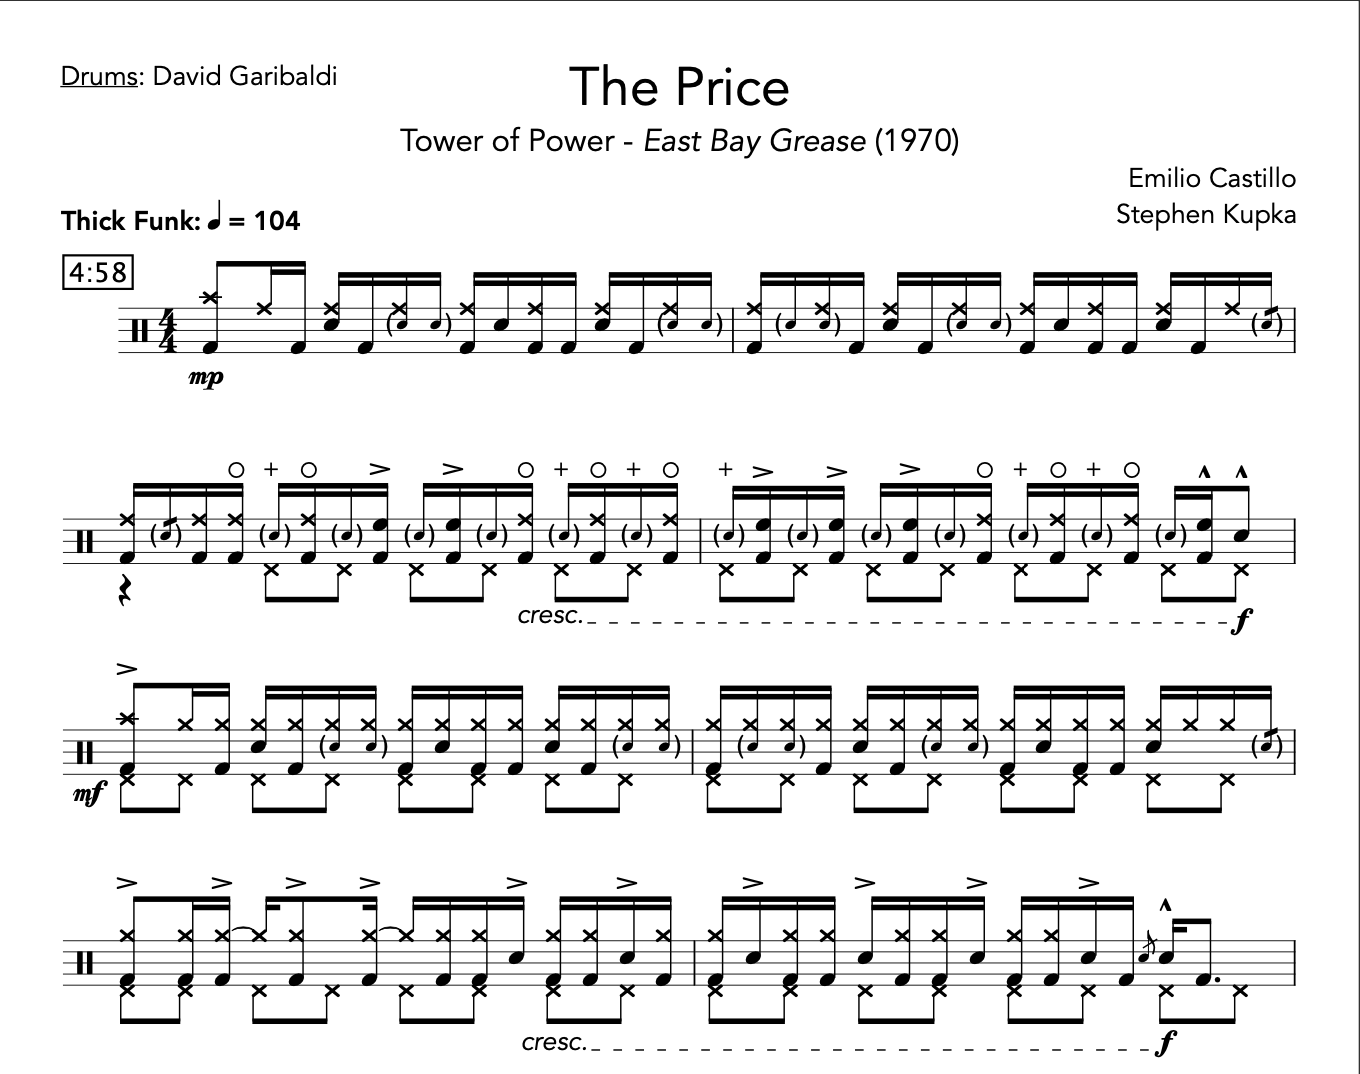 Drums: David Garibaldi
The Price
Tower of Power - East Bay Grease (1970)
Emilio Castillo
Stephen Kupka
Thick Funk: ♩ = 104
4:58
4
4
mp
cresc.
f
mf
cresc.
f